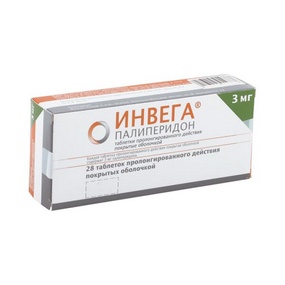 ИНВЕГА®
3 мг
ПАЛИПЕРИДОН
таблетки пролонгированного действия
покрытые оболочкой
28 таблеток пролонгированного действия
покрытых оболочкой